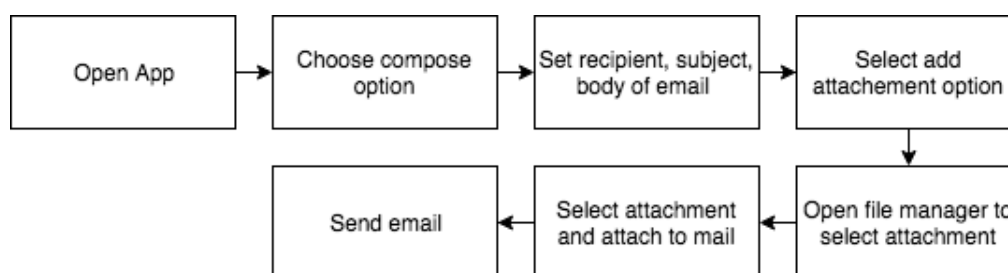 Open App
Choose compose
option
Set recipient, subject,
body of email
Select add
attachement option
Open file manager to
select attachment
Select attachment
and attach to mail
Send email